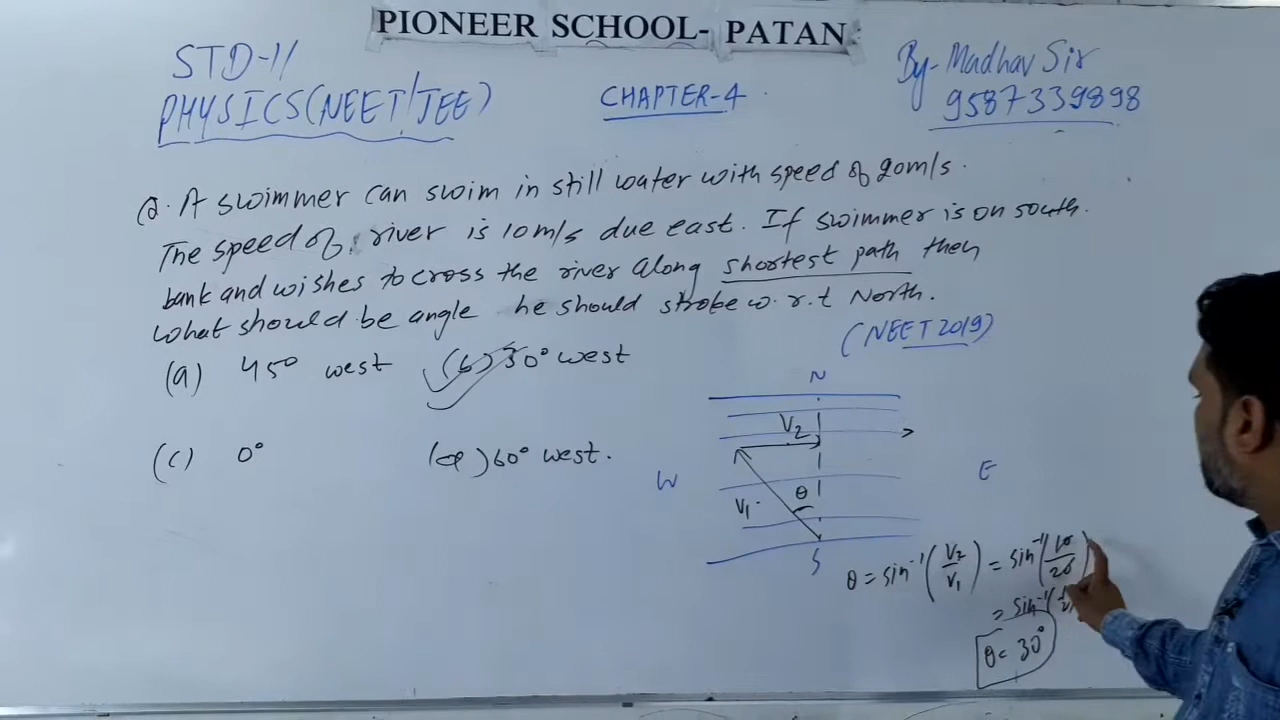 PIONEER SCHOOL- PATAN
STD-11
PHYSICS(NEET/JEE)
CHAPTER-4
By- Madhav Sir
9587339898
Q. A swimmer can swim in still water with speed of 20m/s.
The speed of river is 10m/s due east. If swimmer is on south
bank and wishes to cross the river along shortest path then
what should be angle he should stroke w.r.t North.
(NEET 2019)
(a) 45° west (b) 30° west
(c) 0° (d) 60° west.
N
V₂
W E
V₁ θ
S
θ = sin⁻¹(V₂/V₁) = sin⁻¹(10/20)
= sin⁻¹(1/2)
θ = 30°